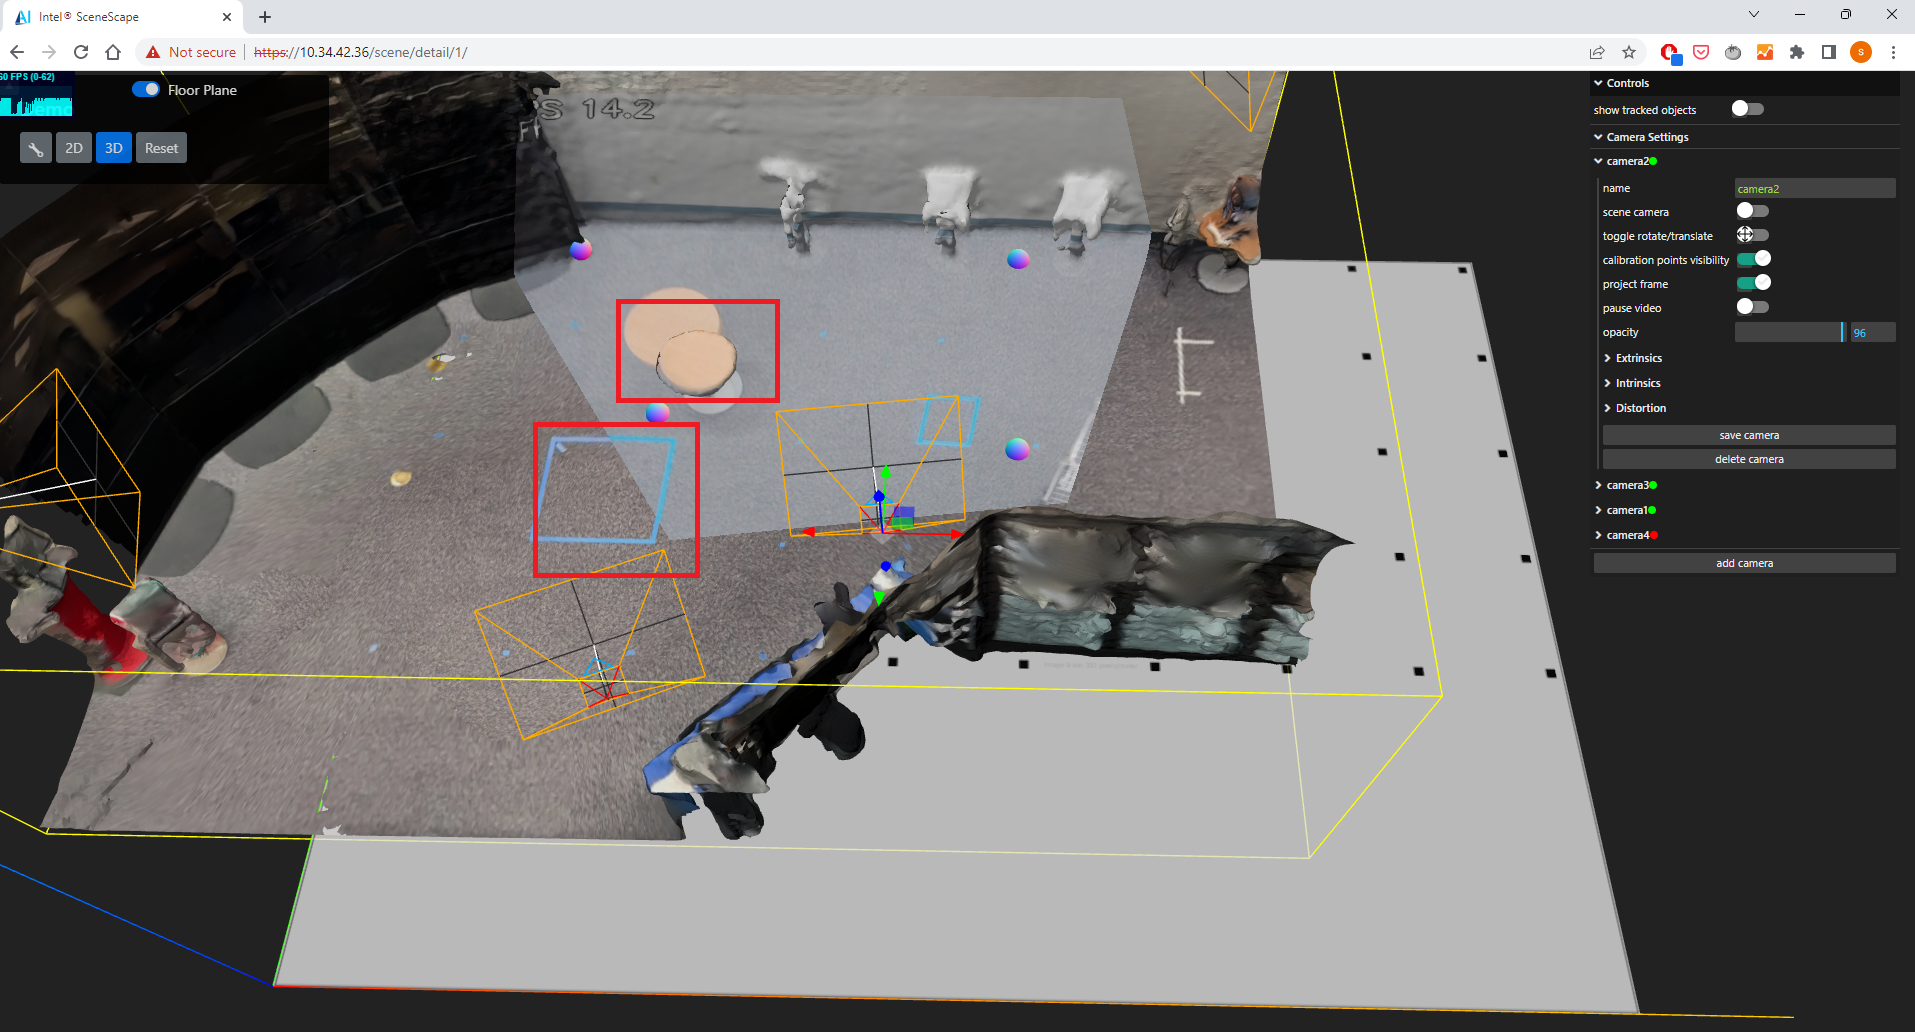 Intel® SceneScape
Not secure
https://10.34.42.36/scene/detail/1/
S
60 FPS (0-62)
Floor Plane
2D
3D
Reset
S 14.2
Controls
show tracked objects
Camera Settings
camera2
name
camera2
scene camera
toggle rotate/translate
calibration points visibility
project frame
pause video
opacity
96
Extrinsics
Intrinsics
Distortion
save camera
delete camera
camera3
camera1
camera4
add camera